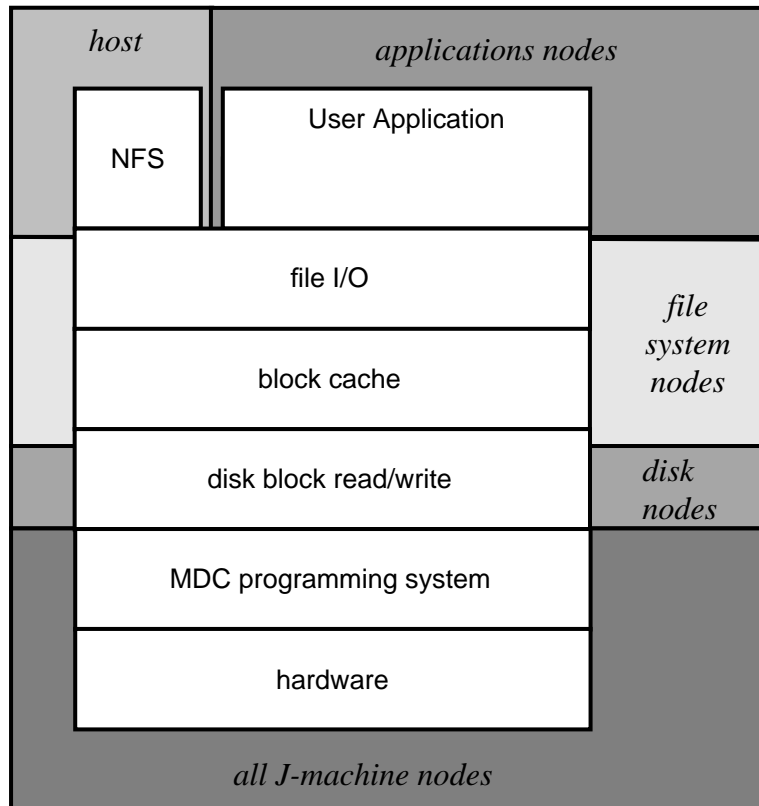 host
applications nodes
NFS
User Application
file I/O
file
system
nodes
block cache
disk block read/write
disk
nodes
MDC programming system
hardware
all J-machine nodes